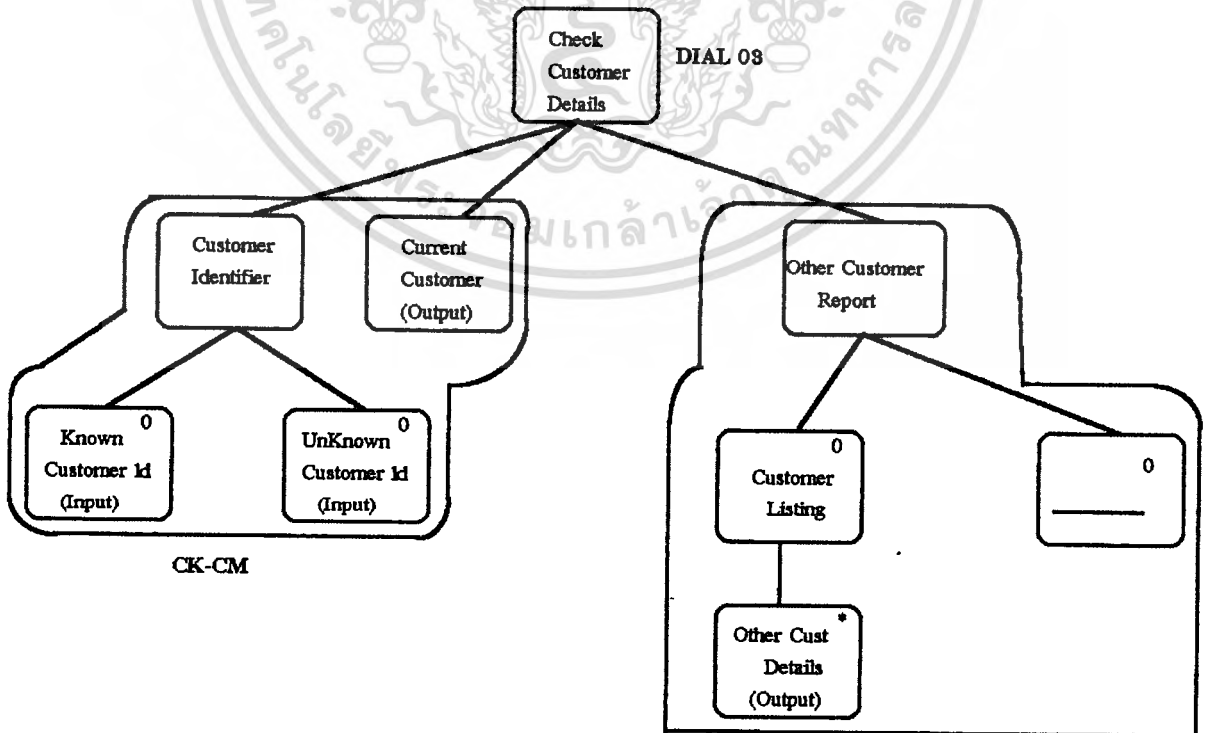 Check
Customer
Details
DIAL 03
Customer
Identifier
Current
Customer
(Output)
Other Customer
Report
Known
0
Customer Id
(Input)
UnKnown
0
Customer Id
(Input)
0
Customer
Listing
0
CK-CM
Other Cust
*
Details
(Output)